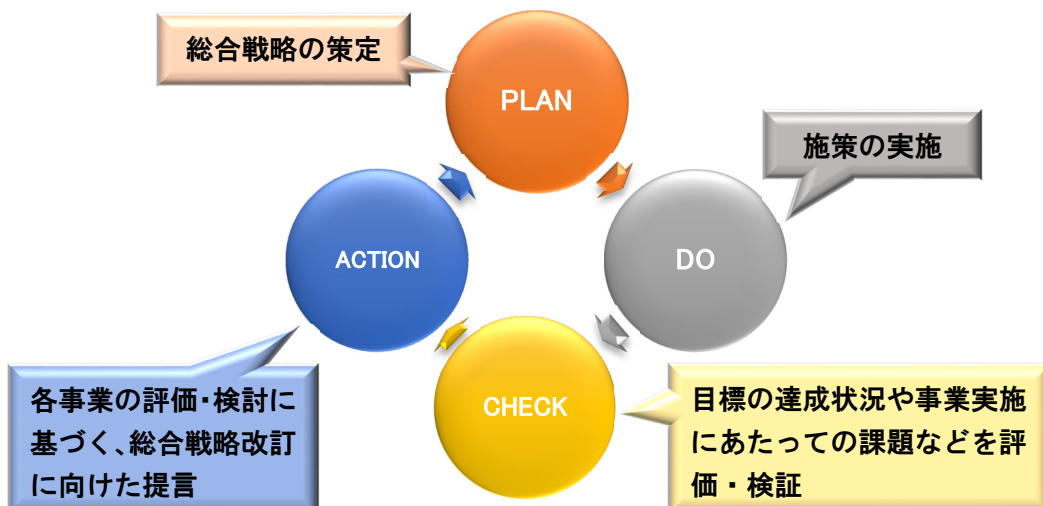 総合戦略の策定
PLAN
施策の実施
ACTION
DO
各事業の評価・検討に
基づく、総合戦略改訂
に向けた提言
CHECK
目標の達成状況や事業実施
にあたっての課題などを評
価・検証